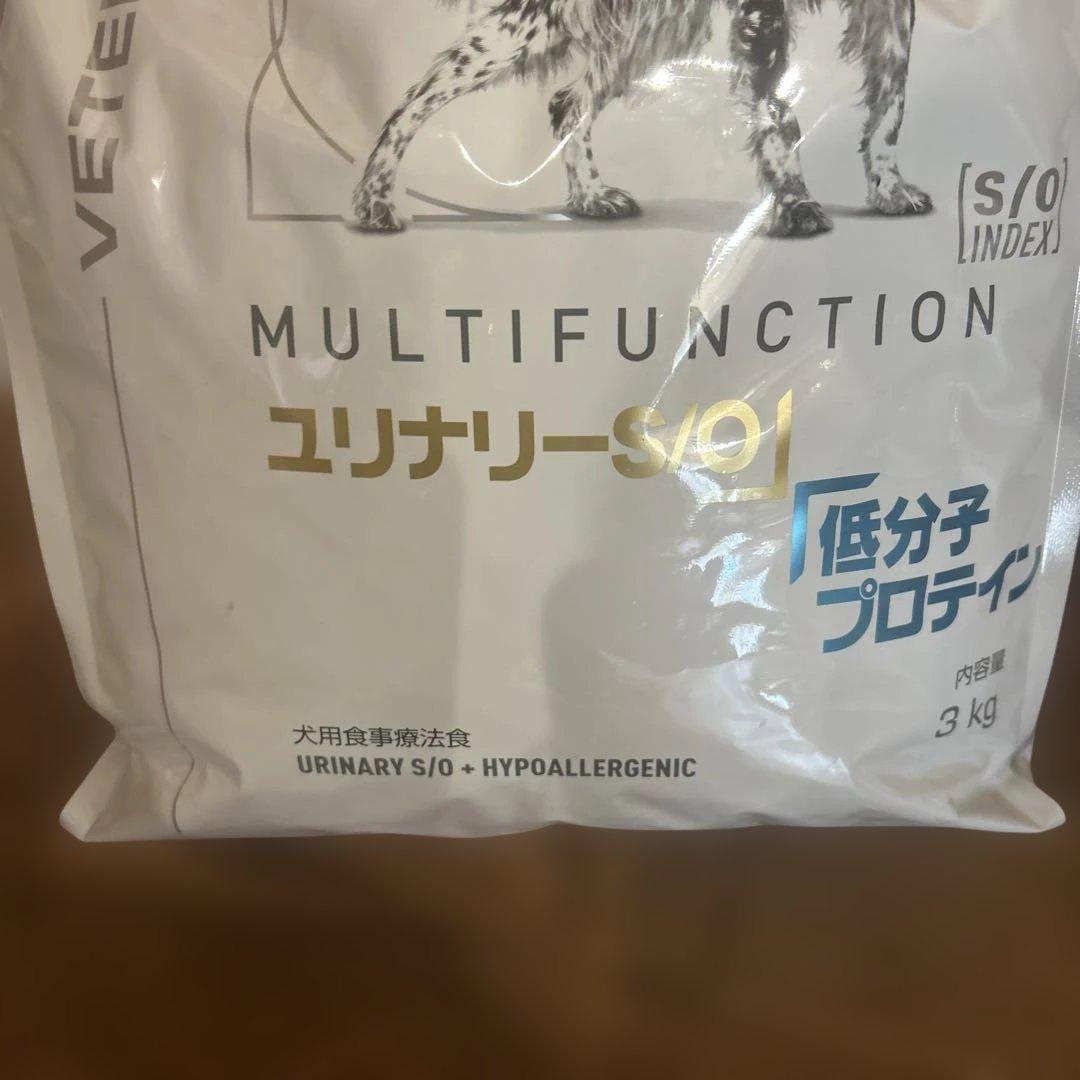 S/O
INDEX
MULTIFUNCTION
ユリナリーS/O
低分子
プロテイン
内容量
3 kg
犬用食事療法食
URINARY S/O + HYPOALLERGENIC